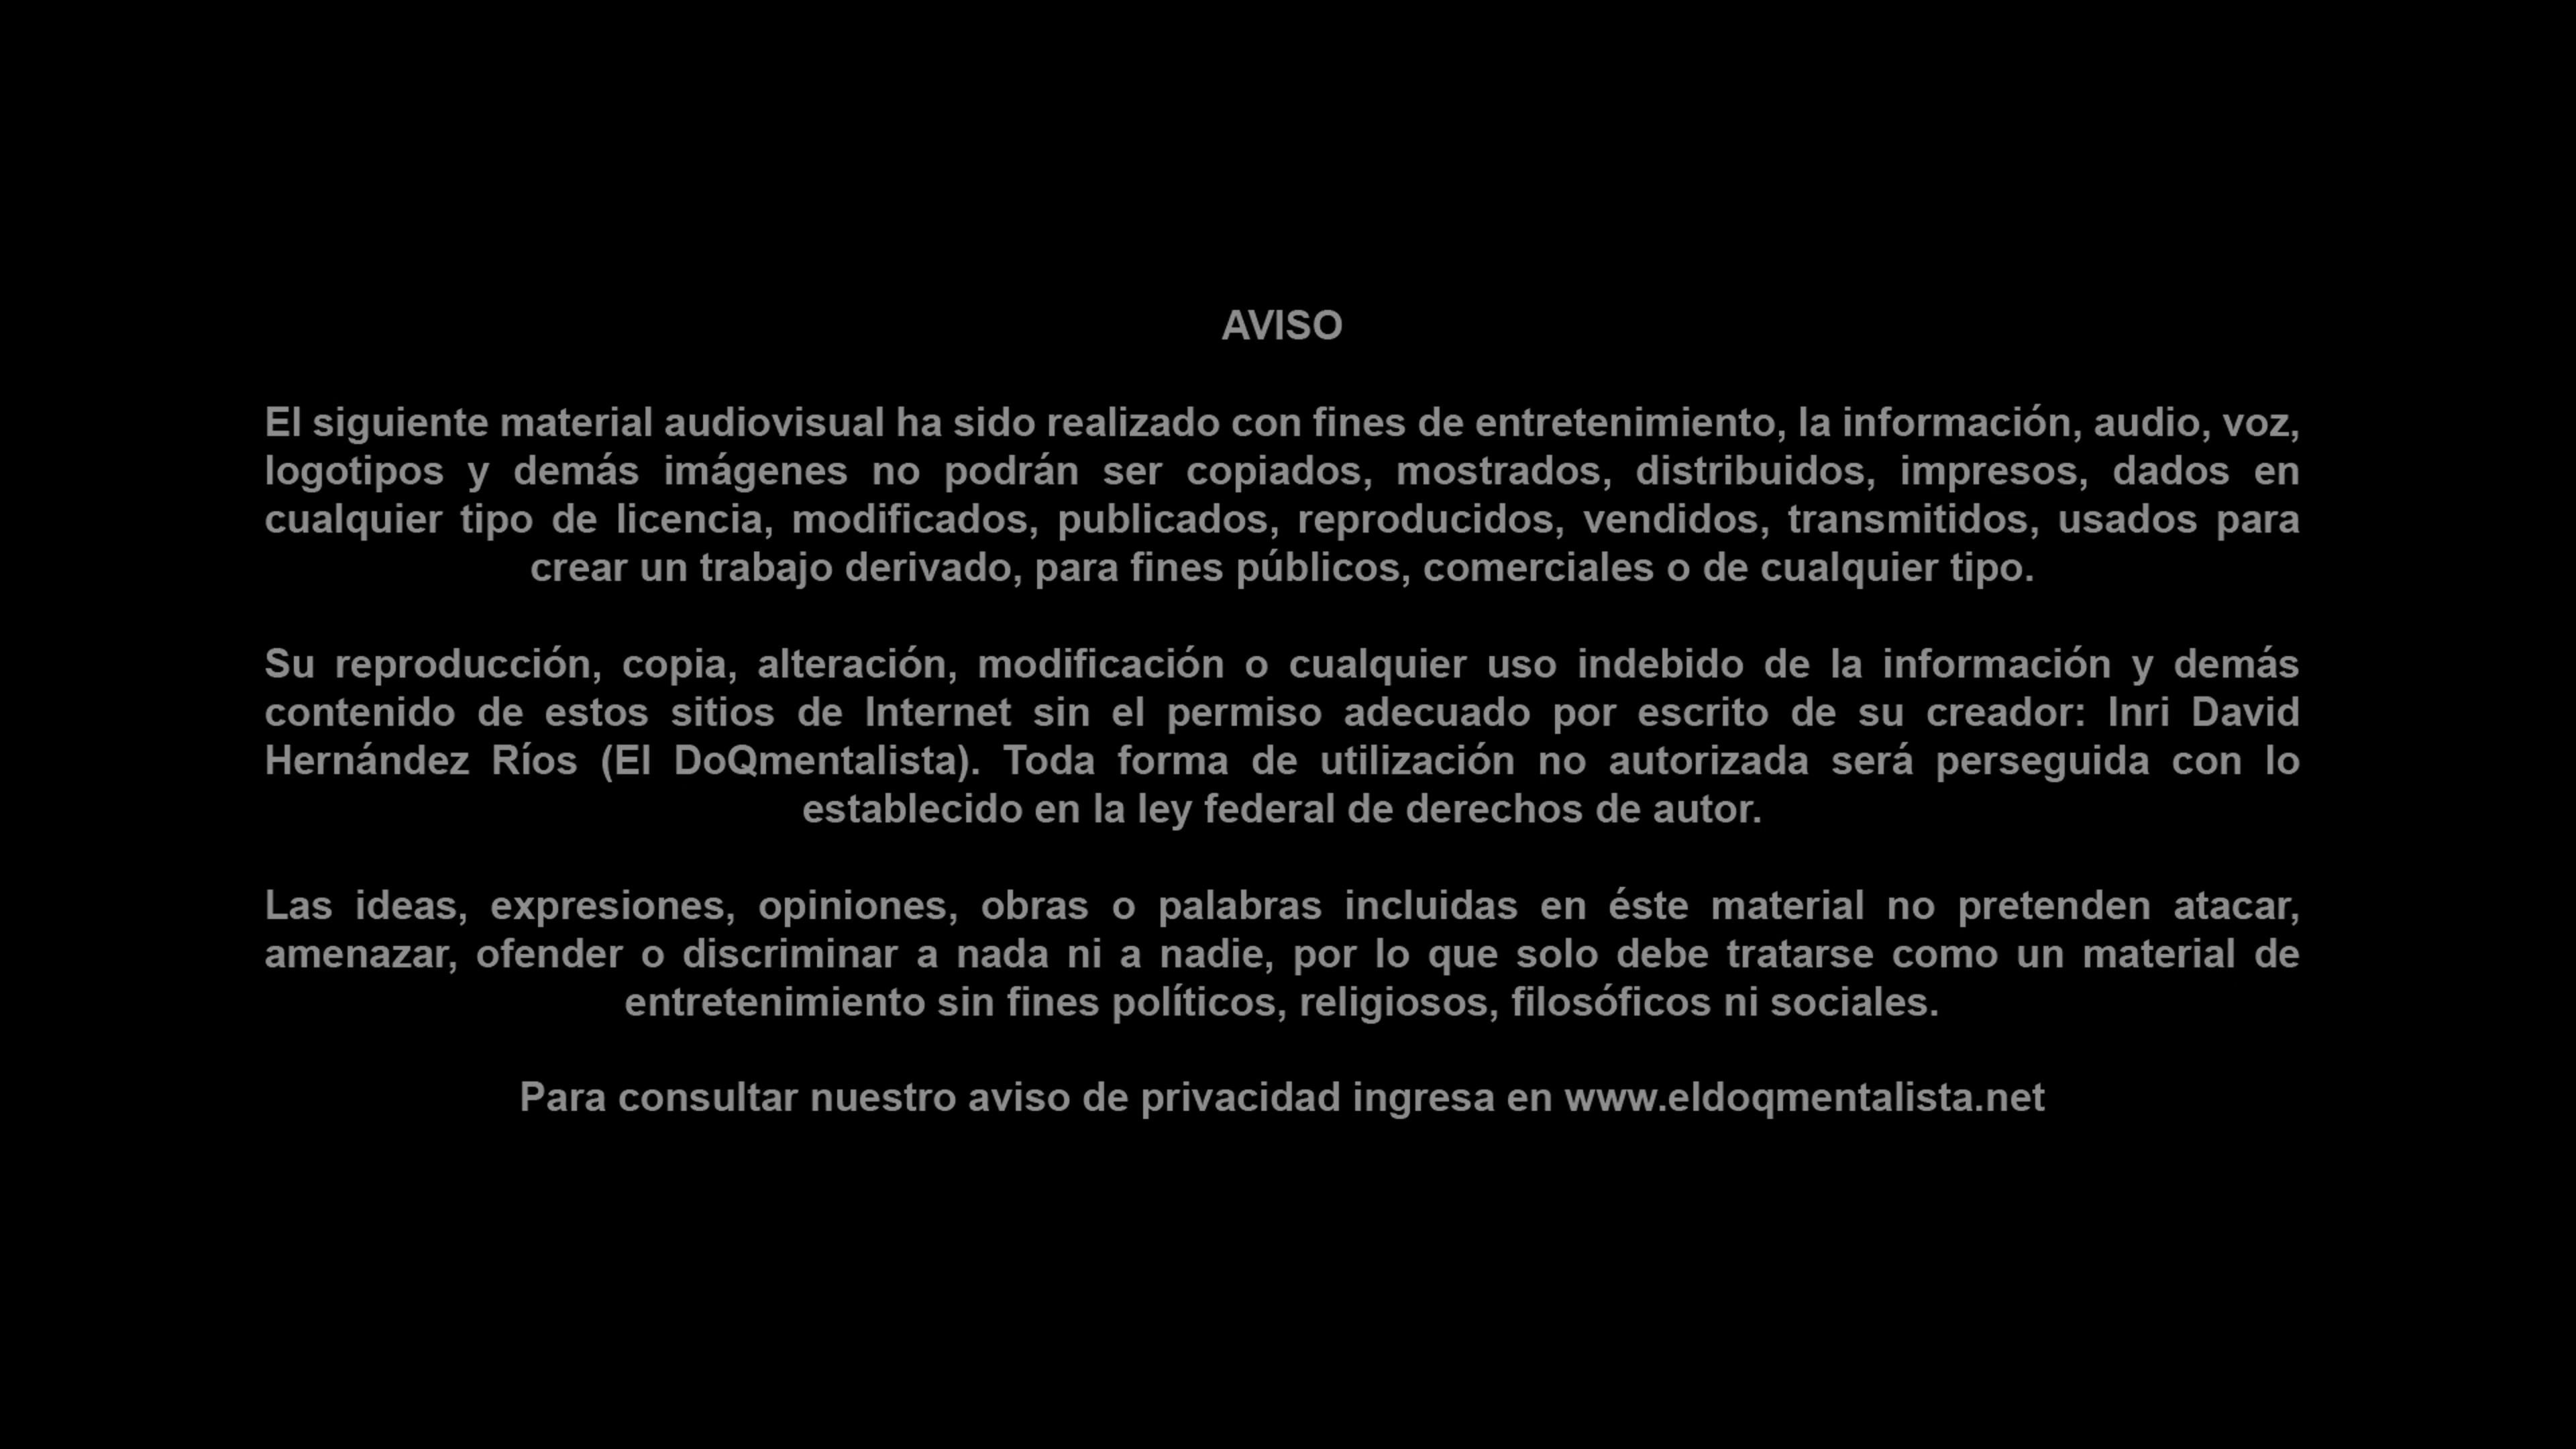 AVISO
El siguiente material audiovisual ha sido realizado con fines de entretenimiento, la información, audio, voz,
logotipos y demás imágenes no podrán ser copiados, mostrados, distribuidos, impresos, dados en
cualquier tipo de licencia, modificados, publicados, reproducidos, vendidos, transmitidos, usados para
crear un trabajo derivado, para fines públicos, comerciales o de cualquier tipo.
Su reproducción, copia, alteración, modificación o cualquier uso indebido de la información y demás
contenido de estos sitios de Internet sin el permiso adecuado por escrito de su creador: Inri David
Hernández Ríos (El DoQmentalista). Toda forma de utilización no autorizada será perseguida con lo
establecido en la ley federal de derechos de autor.
Las ideas, expresiones, opiniones, obras o palabras incluidas en éste material no pretenden atacar,
amenazar, ofender o discriminar a nada ni a nadie, por lo que solo debe tratarse como un material de
entretenimiento sin fines políticos, religiosos, filosóficos ni sociales.
Para consultar nuestro aviso de privacidad ingresa en www.eldoqmentalista.net